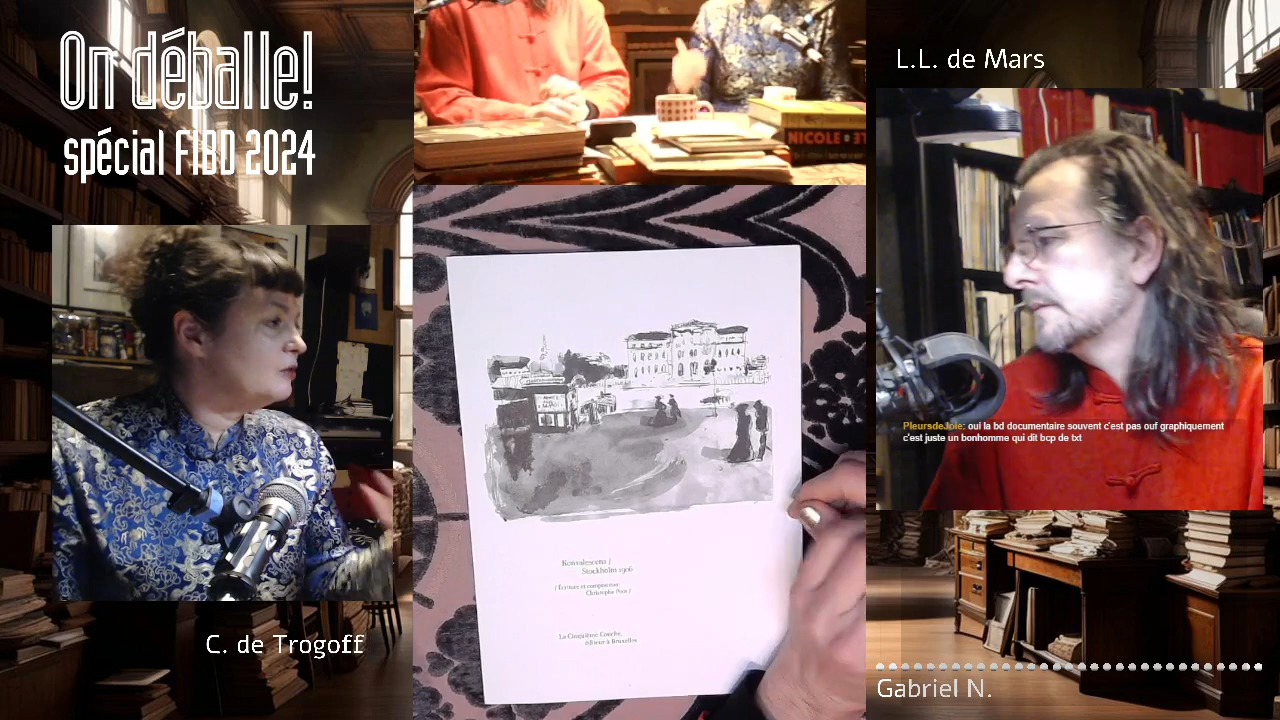 On déballe!
spécial FIBD 2024
L.L. de Mars
NICOLE
PleursdeJoie: oui la bd documentaire souvent c'est pas ouf graphiquement
c'est juste un bonhomme qui dit bcp de txt
Stockholm 1906
[ Écriture et composition:
Christophe Poot ]
La Cinquième Couche,
éditeur à Bruxelles
C. de Trogoff
Gabriel N.